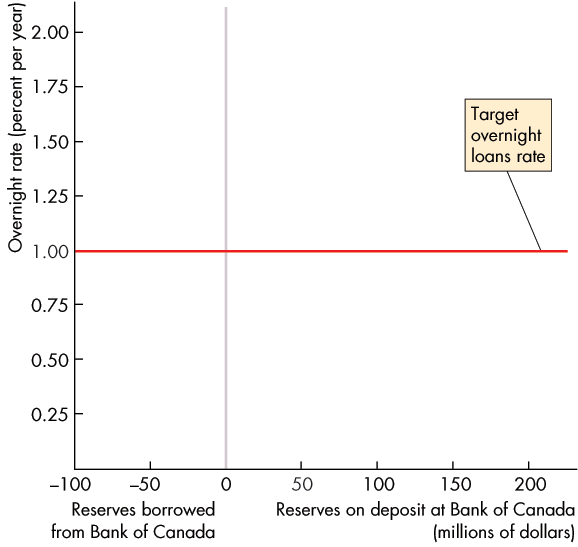 Overnight rate (percent per year)
2.00
1.75
1.50
1.25
1.00
0.75
0.50
0.25
Target
overnight
loans rate
–100
–50
0
50
100
150
200
Reserves borrowed
from Bank of Canada
Reserves on deposit at Bank of Canada
(millions of dollars)